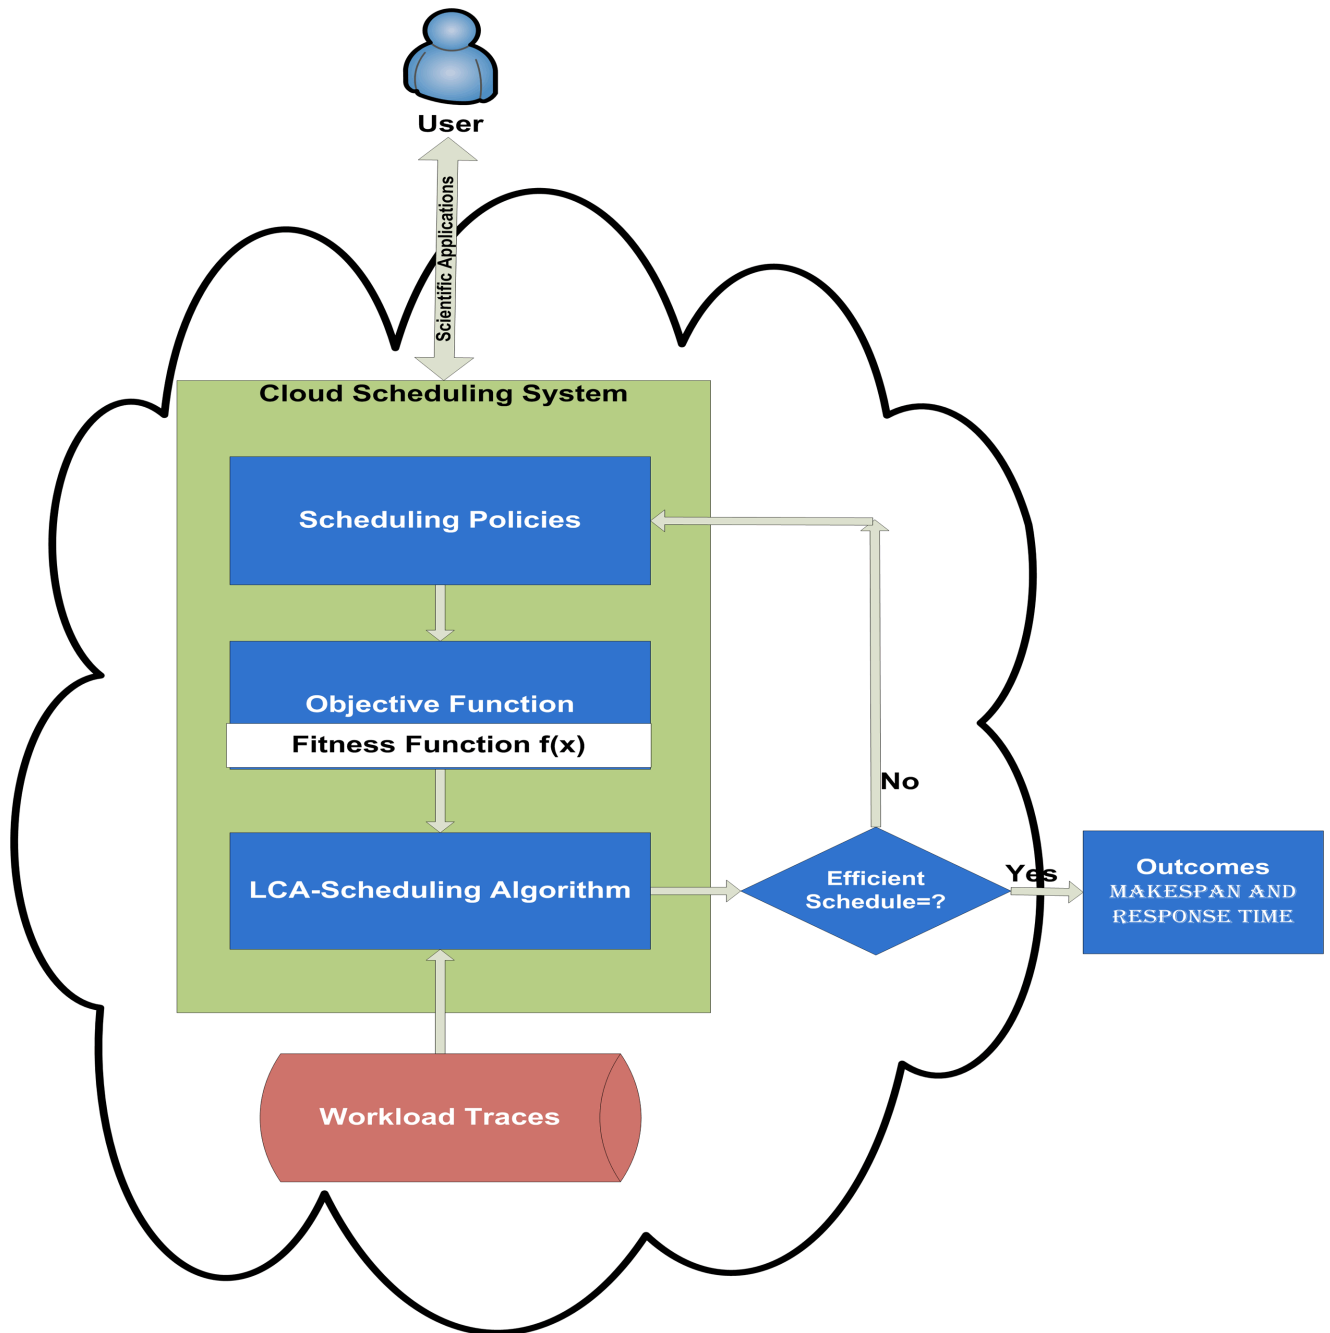 User
Scientific Applications
Cloud Scheduling System
Scheduling Policies
Objective Function
Fitness Function f(x)
No
LCA-Scheduling Algorithm
Efficient
Schedule=?
Yes
Outcomes
MAKESPAN AND
RESPONSE TIME
Workload Traces